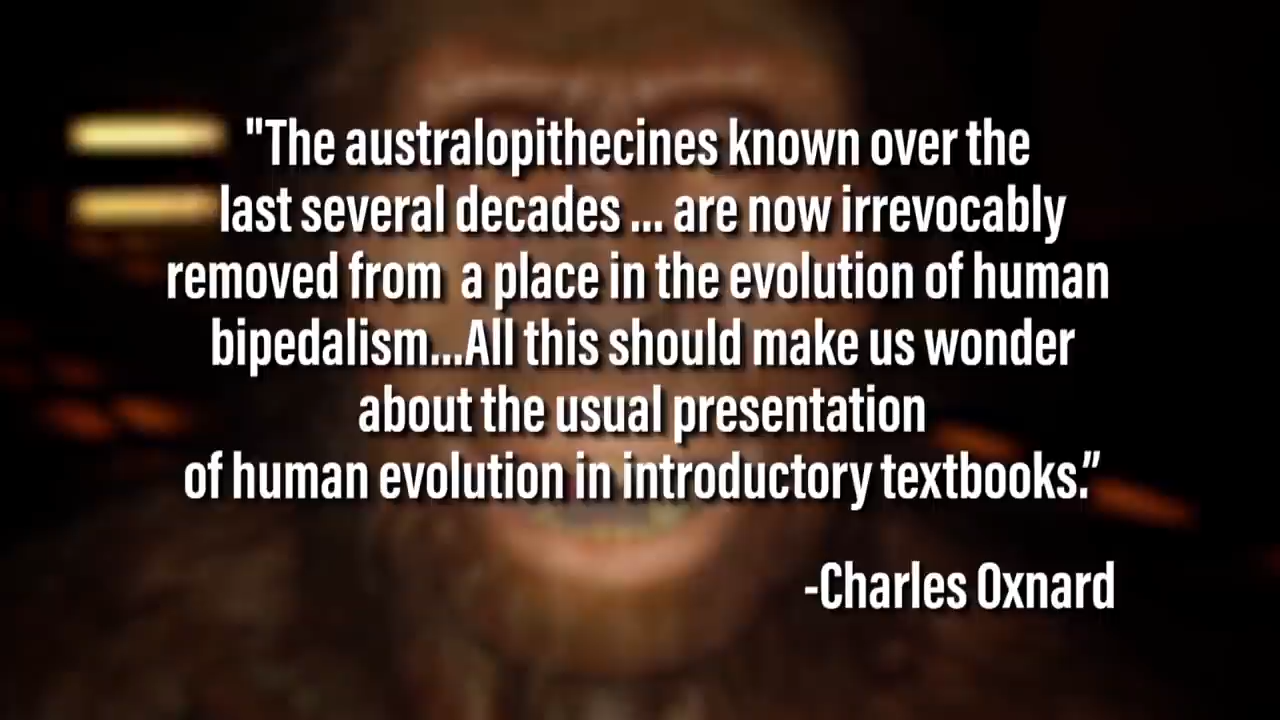 "The australopithecines known over the
last several decades ... are now irrevocably
removed from  a place in the evolution of human
bipedalism...All this should make us wonder
about the usual presentation
of human evolution in introductory textbooks.”
-Charles Oxnard